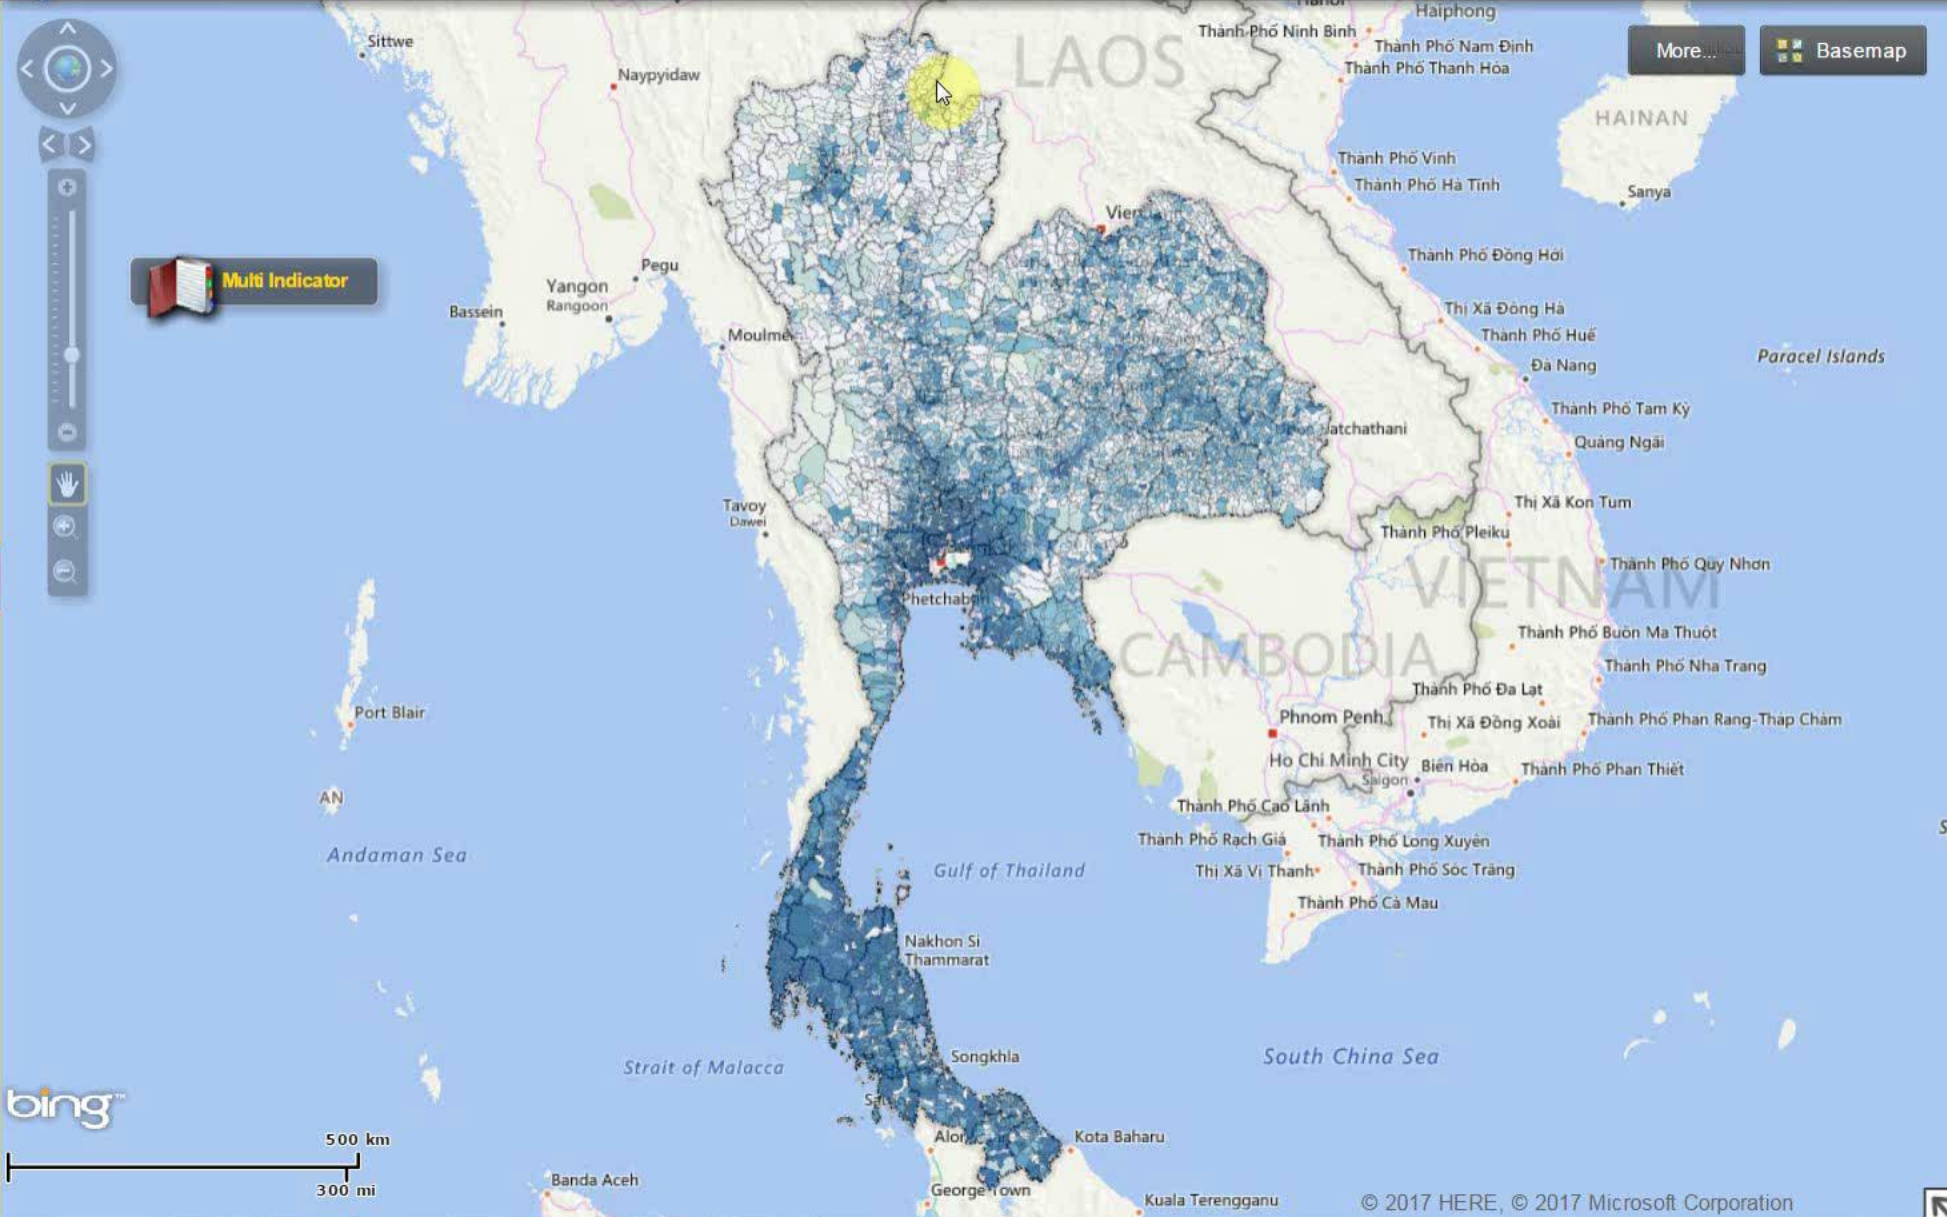 Haiphong
Thành Phố Ninh Bình
Thành Phố Nam Định
Thành Phố Thanh Hóa
LAOS
Sittwe
Naypyidaw
More...
Basemap
HAINAN
Sanya
Thành Phố Vinh
Thành Phố Hà Tĩnh
Thành Phố Đồng Hới
Multi Indicator
Pegu
Yangon
Rangoon
Bassein
Thị Xã Đông Hà
Thành Phố Huế
Đà Nang
Paracel Islands
Thành Phố Tam Kỳ
Quảng Ngãi
Tavoy
Dawei
Thị Xã Kon Tum
Thành Phố Pleiku
Thành Phố Qùy Nhơn
VIETNAM
CAMBODIA
Thành Phố Buôn Ma Thuột
Thành Phố Nha Trang
Thành Phố Đa Lạt
Phnom Penh
Thị Xã Đồng Xoài
Thành Phố Phan Rang-Tháp Chàm
Port Blair
Ho Chi Minh City
Saigon
Biên Hòa
Thành Phố Phan Thiết
AN
Thành Phố Cao Lãnh
Thành Phố Rạch Giá
Thành Phố Long Xuyên
Andaman Sea
Gulf of Thailand
Thị Xã Vị Thanh
Thành Phố Sóc Trăng
Thành Phố Cà Mau
Nakhon Si
Thammarat
Songkhla
Strait of Malacca
South China Sea
bing™
500 km
300 mi
Kota Baharu
Banda Aceh
George Town
Kuala Terengganu
© 2017 HERE, © 2017 Microsoft Corporation